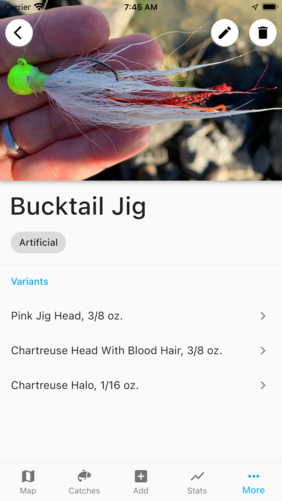 Carrier 7:45 AM
Bucktail Jig
Artificial
Variants
Pink Jig Head, 3/8 oz.
Chartreuse Head With Blood Hair, 3/8 oz.
Chartreuse Halo, 1/16 oz.
Map Catches Add Stats More